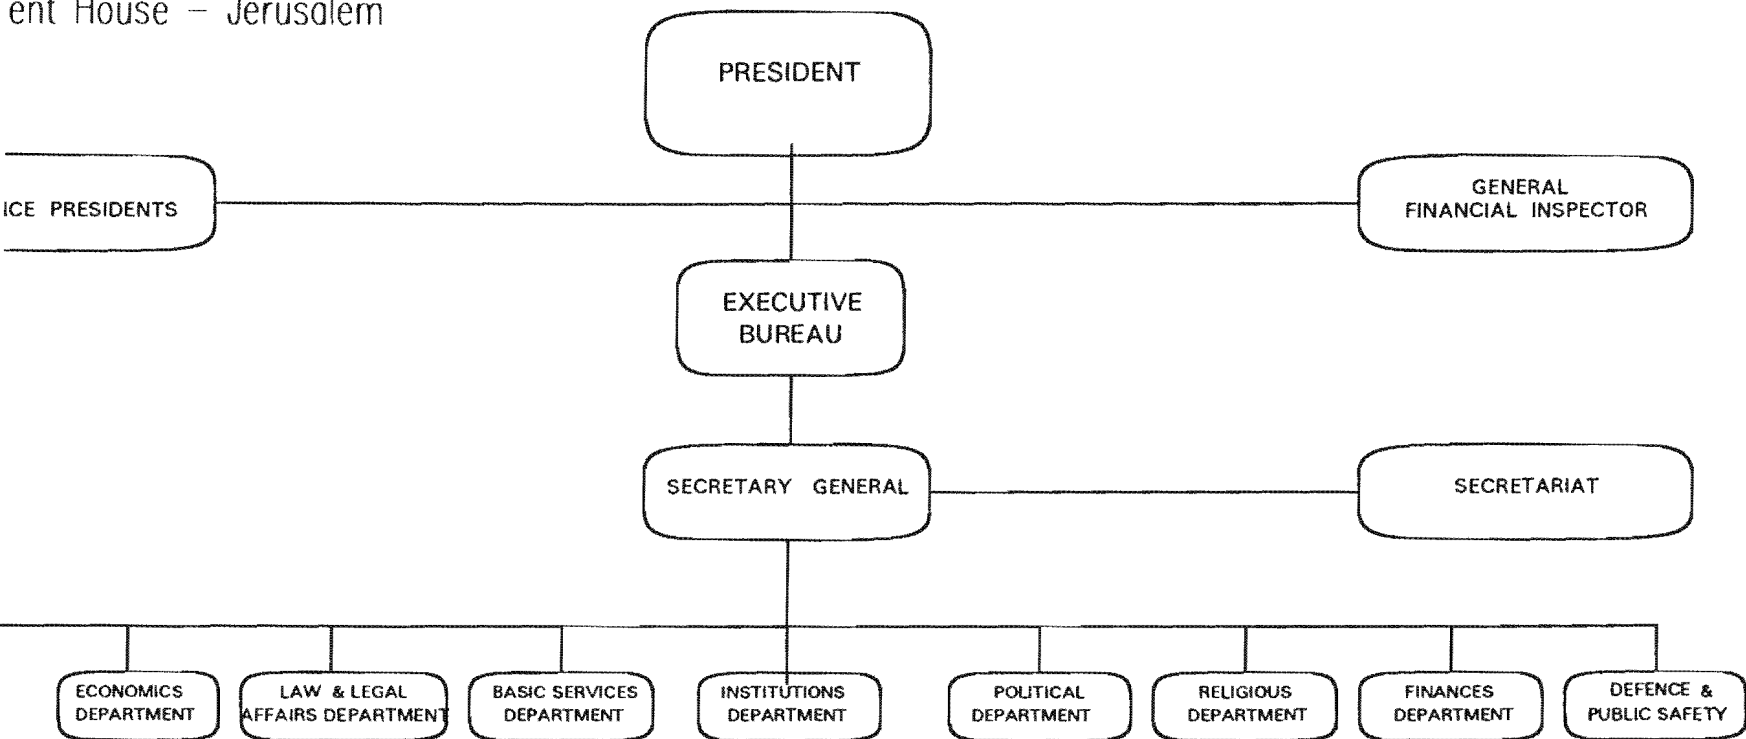 ent House – Jerusalem
PRESIDENT
ICE PRESIDENTS
GENERAL
FINANCIAL INSPECTOR
EXECUTIVE
BUREAU
SECRETARY GENERAL
SECRETARIAT
ECONOMICS
DEPARTMENT
LAW & LEGAL
AFFAIRS DEPARTMENT
BASIC SERVICES
DEPARTMENT
INSTITUTIONS
DEPARTMENT
POLITICAL
DEPARTMENT
RELIGIOUS
DEPARTMENT
FINANCES
DEPARTMENT
DEFENCE &
PUBLIC SAFETY